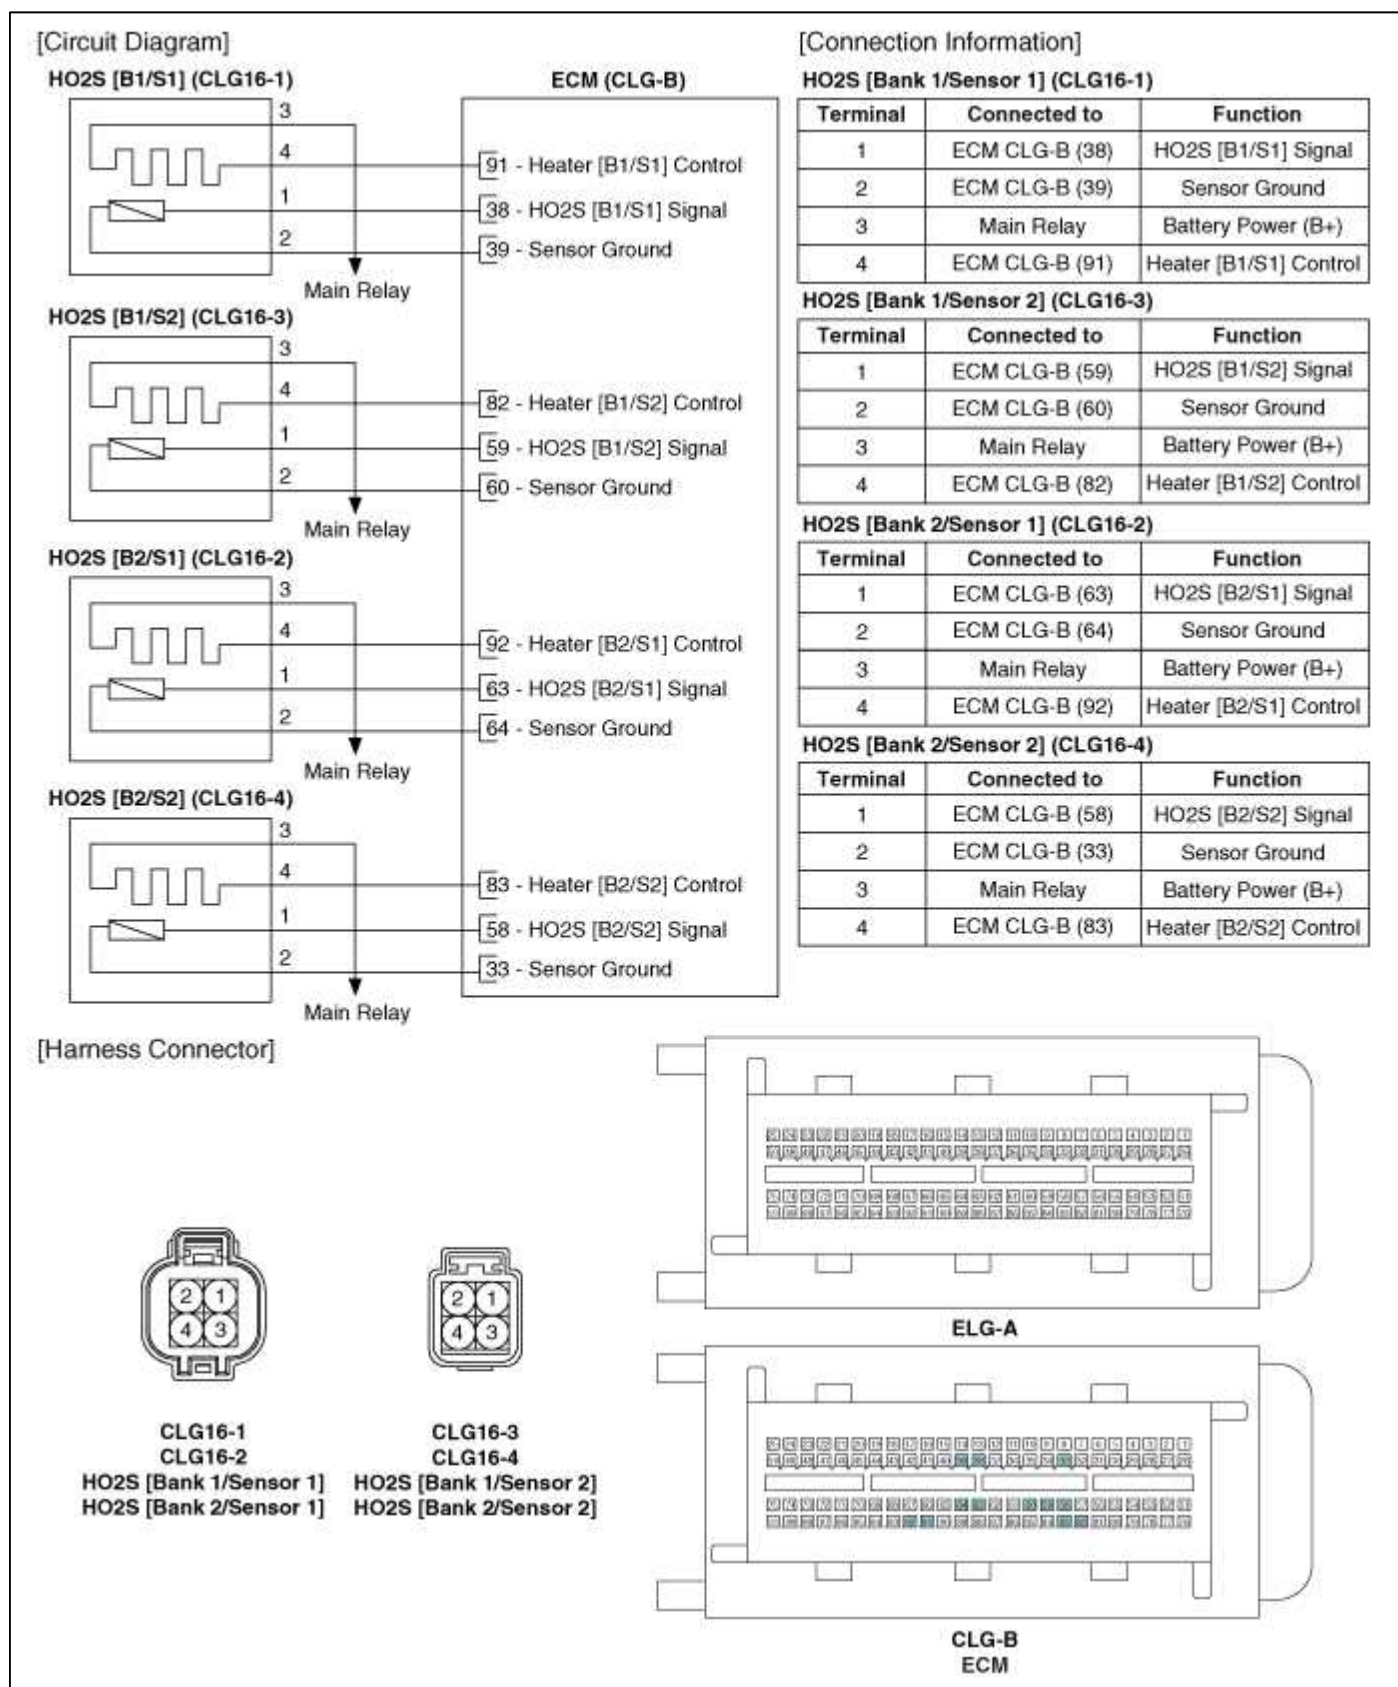 [Circuit Diagram]
HO2S [B1/S1] (CLG16-1)
ECM (CLG-B)
3
4
91 - Heater [B1/S1] Control
1
38 - HO2S [B1/S1] Signal
2
39 - Sensor Ground
Main Relay
HO2S [B1/S2] (CLG16-3)
3
4
82 - Heater [B1/S2] Control
1
59 - HO2S [B1/S2] Signal
2
60 - Sensor Ground
Main Relay
HO2S [B2/S1] (CLG16-2)
3
4
92 - Heater [B2/S1] Control
1
63 - HO2S [B2/S1] Signal
2
64 - Sensor Ground
Main Relay
HO2S [B2/S2] (CLG16-4)
3
4
83 - Heater [B2/S2] Control
1
58 - HO2S [B2/S2] Signal
2
33 - Sensor Ground
Main Relay
[Connection Information]
HO2S [Bank 1/Sensor 1] (CLG16-1)
Terminal Connected to Function
1 ECM CLG-B (38) HO2S [B1/S1] Signal
2 ECM CLG-B (39) Sensor Ground
3 Main Relay Battery Power (B+)
4 ECM CLG-B (91) Heater [B1/S1] Control
HO2S [Bank 1/Sensor 2] (CLG16-3)
Terminal Connected to Function
1 ECM CLG-B (59) HO2S [B1/S2] Signal
2 ECM CLG-B (60) Sensor Ground
3 Main Relay Battery Power (B+)
4 ECM CLG-B (82) Heater [B1/S2] Control
HO2S [Bank 2/Sensor 1] (CLG16-2)
Terminal Connected to Function
1 ECM CLG-B (63) HO2S [B2/S1] Signal
2 ECM CLG-B (64) Sensor Ground
3 Main Relay Battery Power (B+)
4 ECM CLG-B (92) Heater [B2/S1] Control
HO2S [Bank 2/Sensor 2] (CLG16-4)
Terminal Connected to Function
1 ECM CLG-B (58) HO2S [B2/S2] Signal
2 ECM CLG-B (33) Sensor Ground
3 Main Relay Battery Power (B+)
4 ECM CLG-B (83) Heater [B2/S2] Control
[Harness Connector]
2 1
4 3
CLG16-1
CLG16-2
HO2S [Bank 1/Sensor 1]
HO2S [Bank 2/Sensor 1]
2 1
4 3
CLG16-3
CLG16-4
HO2S [Bank 1/Sensor 2]
HO2S [Bank 2/Sensor 2]
ELG-A
CLG-B
ECM